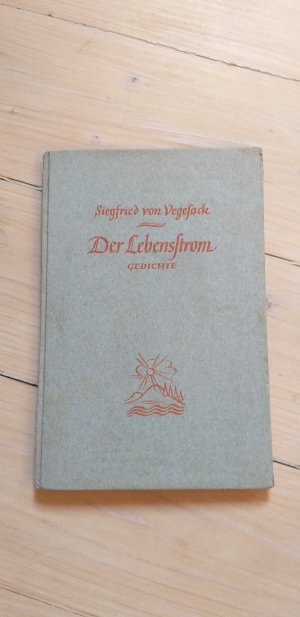 Siegfried von Vegesack
Der Lebensſtrom
GEDICHTE